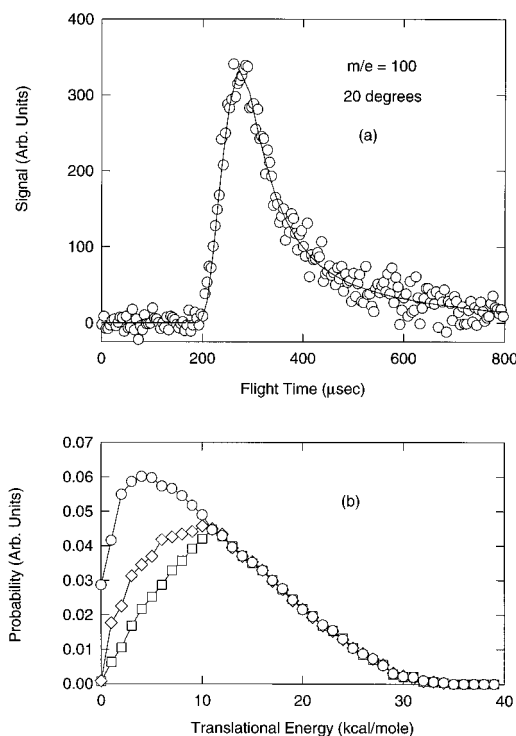 400
300
200
100
0
Signal (Arb. Units)
m/e = 100
20 degrees
(a)
0 200 400 600 800
Flight Time (μsec)
0.07
0.06
0.05
0.04
0.03
0.02
0.01
0.00
Probability (Arb. Units)
(b)
0 10 20 30 40
Translational Energy (kcal/mole)